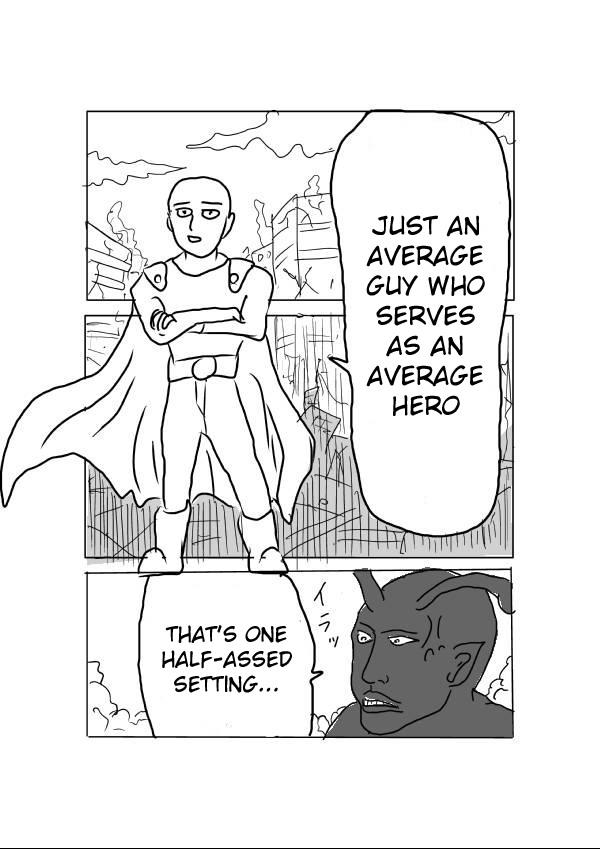 JUST AN
AVERAGE
GUY WHO
SERVES
AS AN
AVERAGE
HERO
イラッ
THAT'S ONE
HALF-ASSED
SETTING...